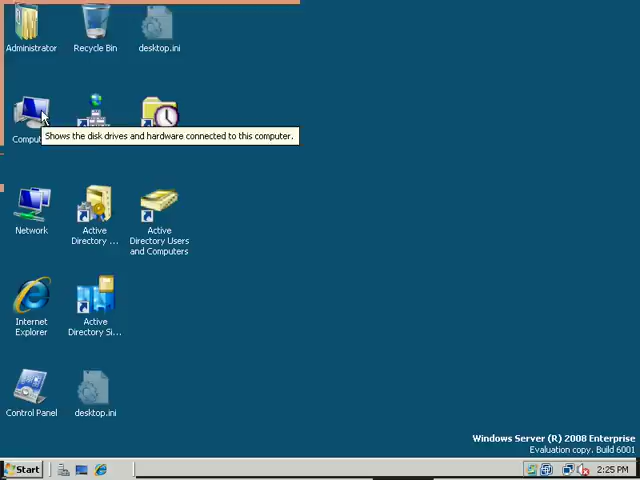 Administrator
Recycle Bin
desktop.ini
Shows the disk drives and hardware connected to this computer.
Network
Active
Directory ...
Active
Directory Users
and Computers
Internet
Explorer
Active
Directory Si...
Control Panel
desktop.ini
Windows Server (R) 2008 Enterprise
Evaluation copy. Build 6001
Start
2:25 PM